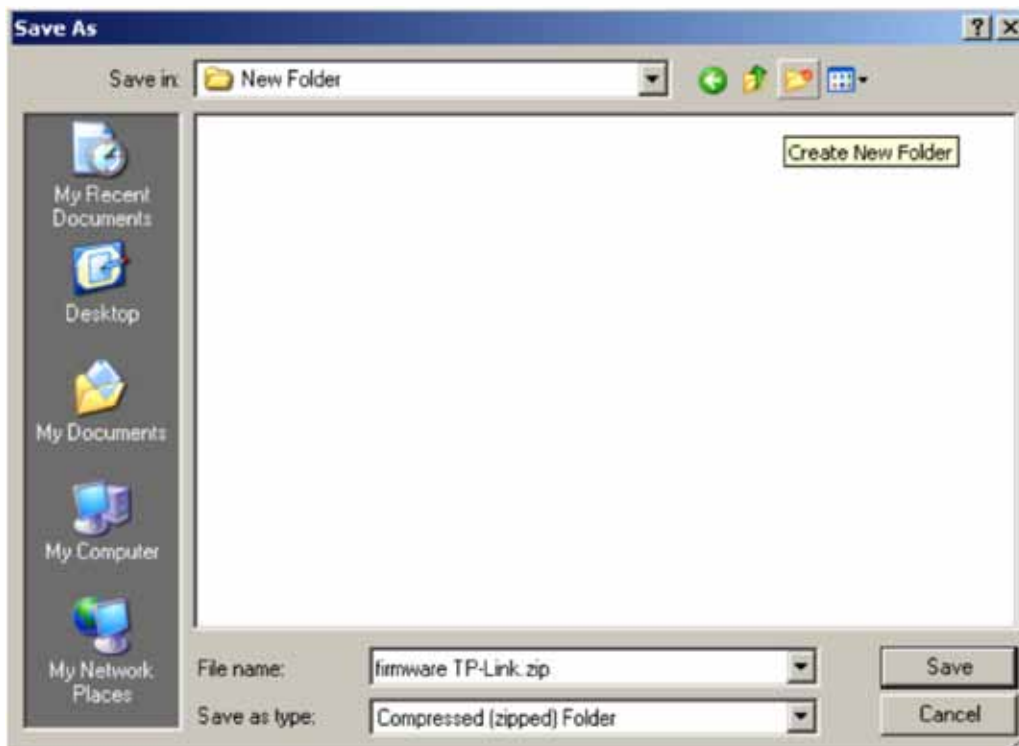 Save As
Save in:
New Folder
Create New Folder
My Recent
Documents
Desktop
My Documents
My Computer
My Network
Places
File name:
firmware TP-Link.zip
Save
Save as type:
Compressed (zipped) Folder
Cancel